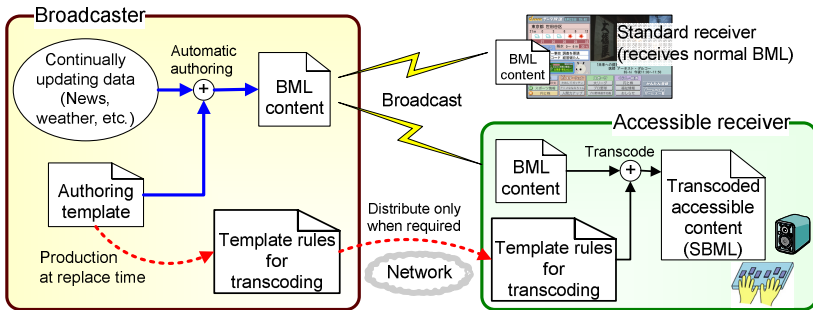 Broadcaster
Continually
updating data
(News,
weather, etc.)
Automatic
authoring
+
BML
content
Authoring
template
Production
at replace time
Template rules
for
transcoding
Broadcast
Distribute only
when required
Network
BML
content
Standard receiver
(receives normal BML)
Accessible receiver
BML
content
Transcode
+
Template rules
for
transcoding
Transcoded
accessible
content
(SBML)